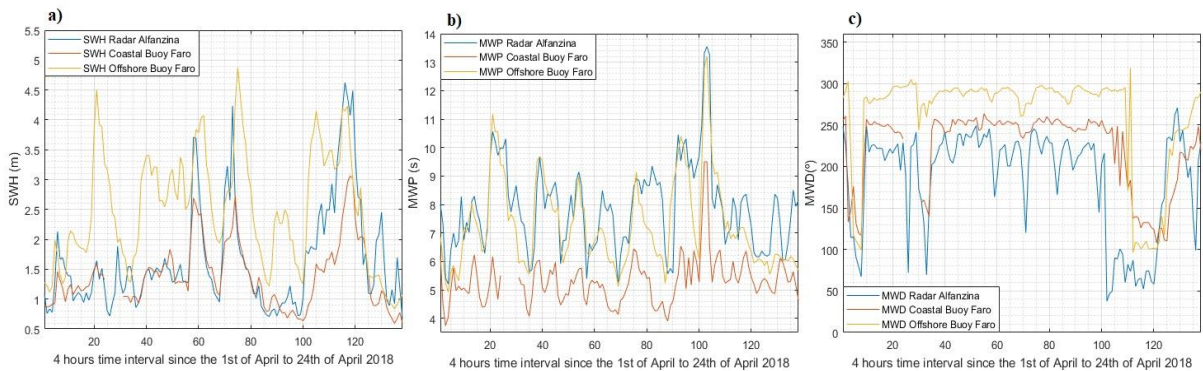 a)
SWH Radar Alfanzina
SWH Coastal Buoy Faro
SWH Offshore Buoy Faro
5.5
5
4.5
4
3.5
3
2.5
2
1.5
1
0.5
SWH (m)
20 40 60 80 100 120
4 hours time interval since the 1st of April to 24th of April 2018
b)
MWP Radar Alfanzina
MWP Coastal Buoy Faro
MWP Offshore Buoy Faro
14
13
12
11
10
9
8
7
6
5
4
MWP (s)
20 40 60 80 100 120
4 hours time interval since the 1st of April to 24th of April 2018
c)
350
300
250
200
150
100
50
0
MWD(º)
MWD Radar Alfanzina
MWD Coastal Buoy Faro
MWD Offshore Buoy Faro
20 40 60 80 100 120
4 hours time interval since the 1st of April to 24th of April 2018